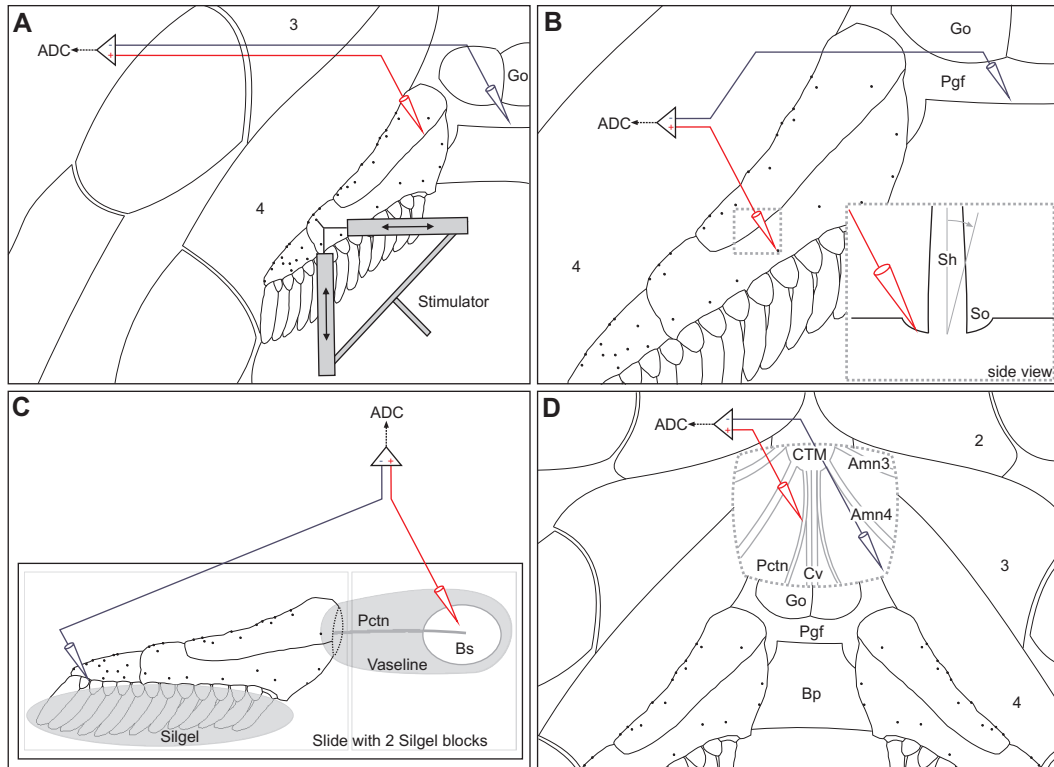 A
3
ADC
-
+
Go
4
Stimulator
B
Go
Pgf
ADC
-
+
4
Sh
So
side view
C
ADC
- +
Pctn
Bs
Vaseline
Silgel
Slide with 2 Silgel blocks
D
ADC
-
+
2
CTM
Amn3
Amn4
3
Pctn
Cv
Go
Pgf
Bp
4